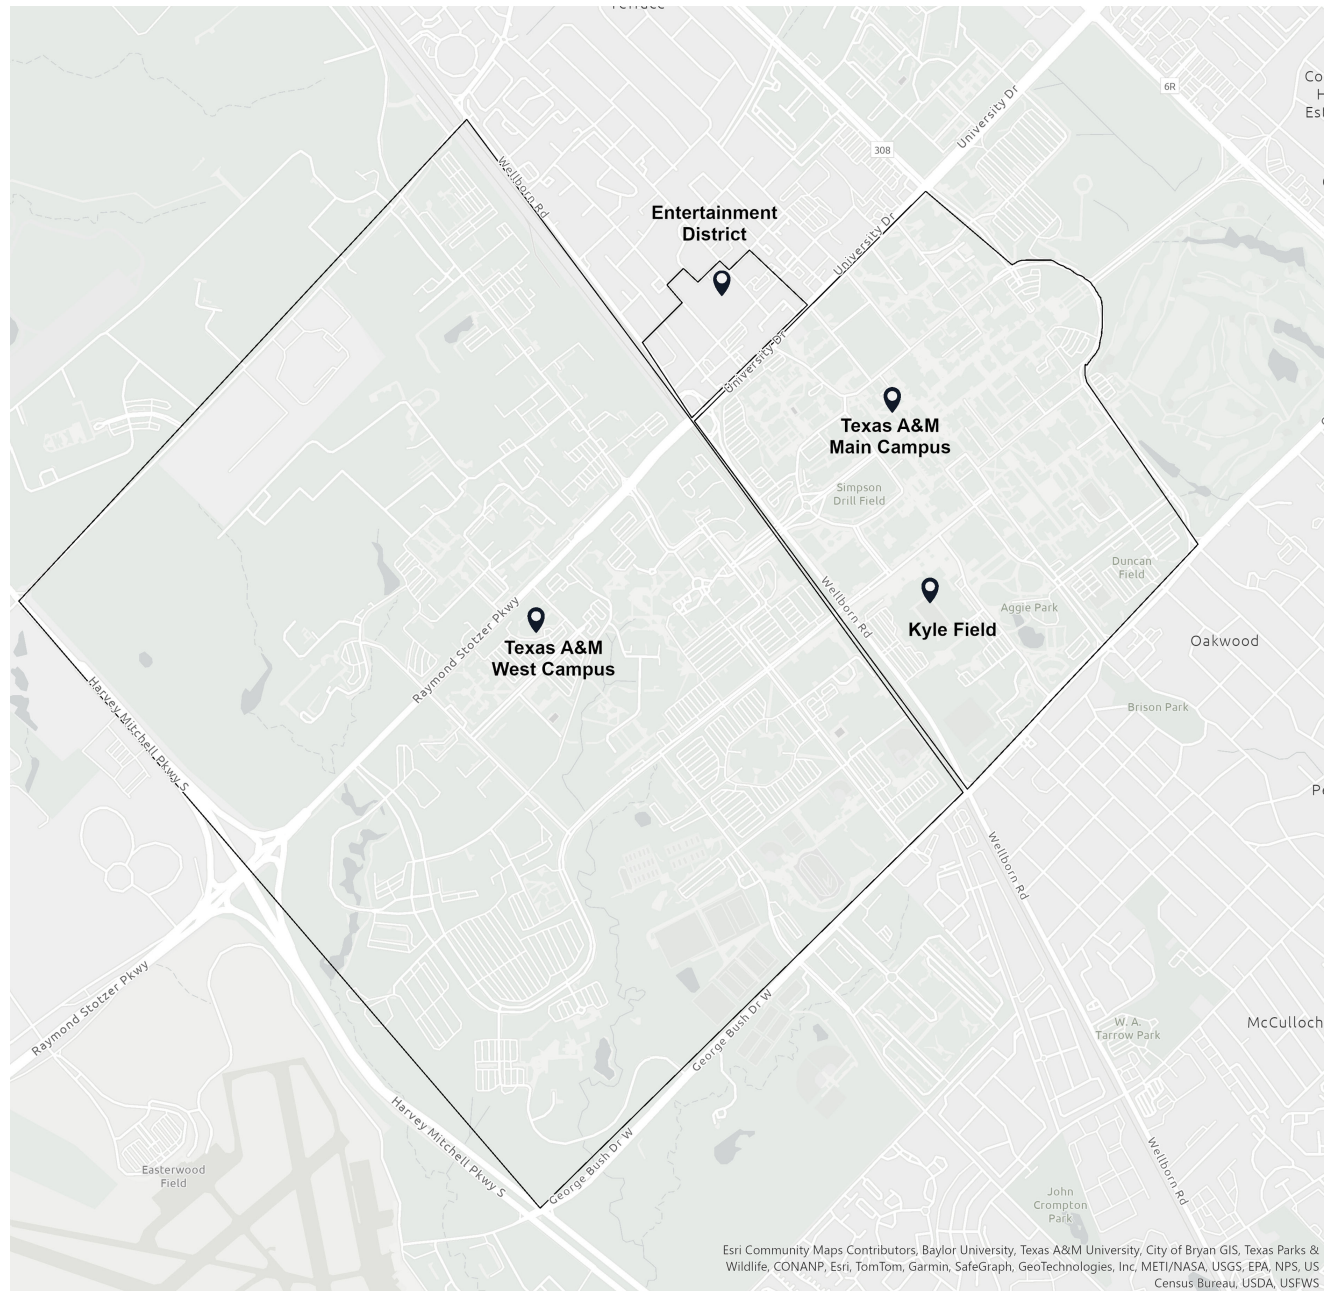 Terrace
Co
H
Est
6R
University Dr
308
Wellborn Rd
Entertainment
District
University Dr
University Dr
Texas A&M
Main Campus
Simpson
Drill Field
Duncan
Field
Wellborn Rd
Aggie Park
Kyle Field
Oakwood
Raymond Stotzer Pkwy
Texas A&M
West Campus
Brison Park
Harvey Mitchell Pkwy S
Pe
Wellborn Rd
Raymond Stotzer Pkwy
George Bush Dr W
W. A.
Tarrow Park
McCulloch
Harvey Mitchell Pkwy S
George Bush Dr W
Easterwood
Field
Wellborn Rd
John
Crompton
Park
Esri Community Maps Contributors, Baylor University, Texas A&M University, City of Bryan GIS, Texas Parks &
Wildlife, CONANP, Esri, TomTom, Garmin, SafeGraph, GeoTechnologies, Inc, METI/NASA, USGS, EPA, NPS, US
Census Bureau, USDA, USFWS